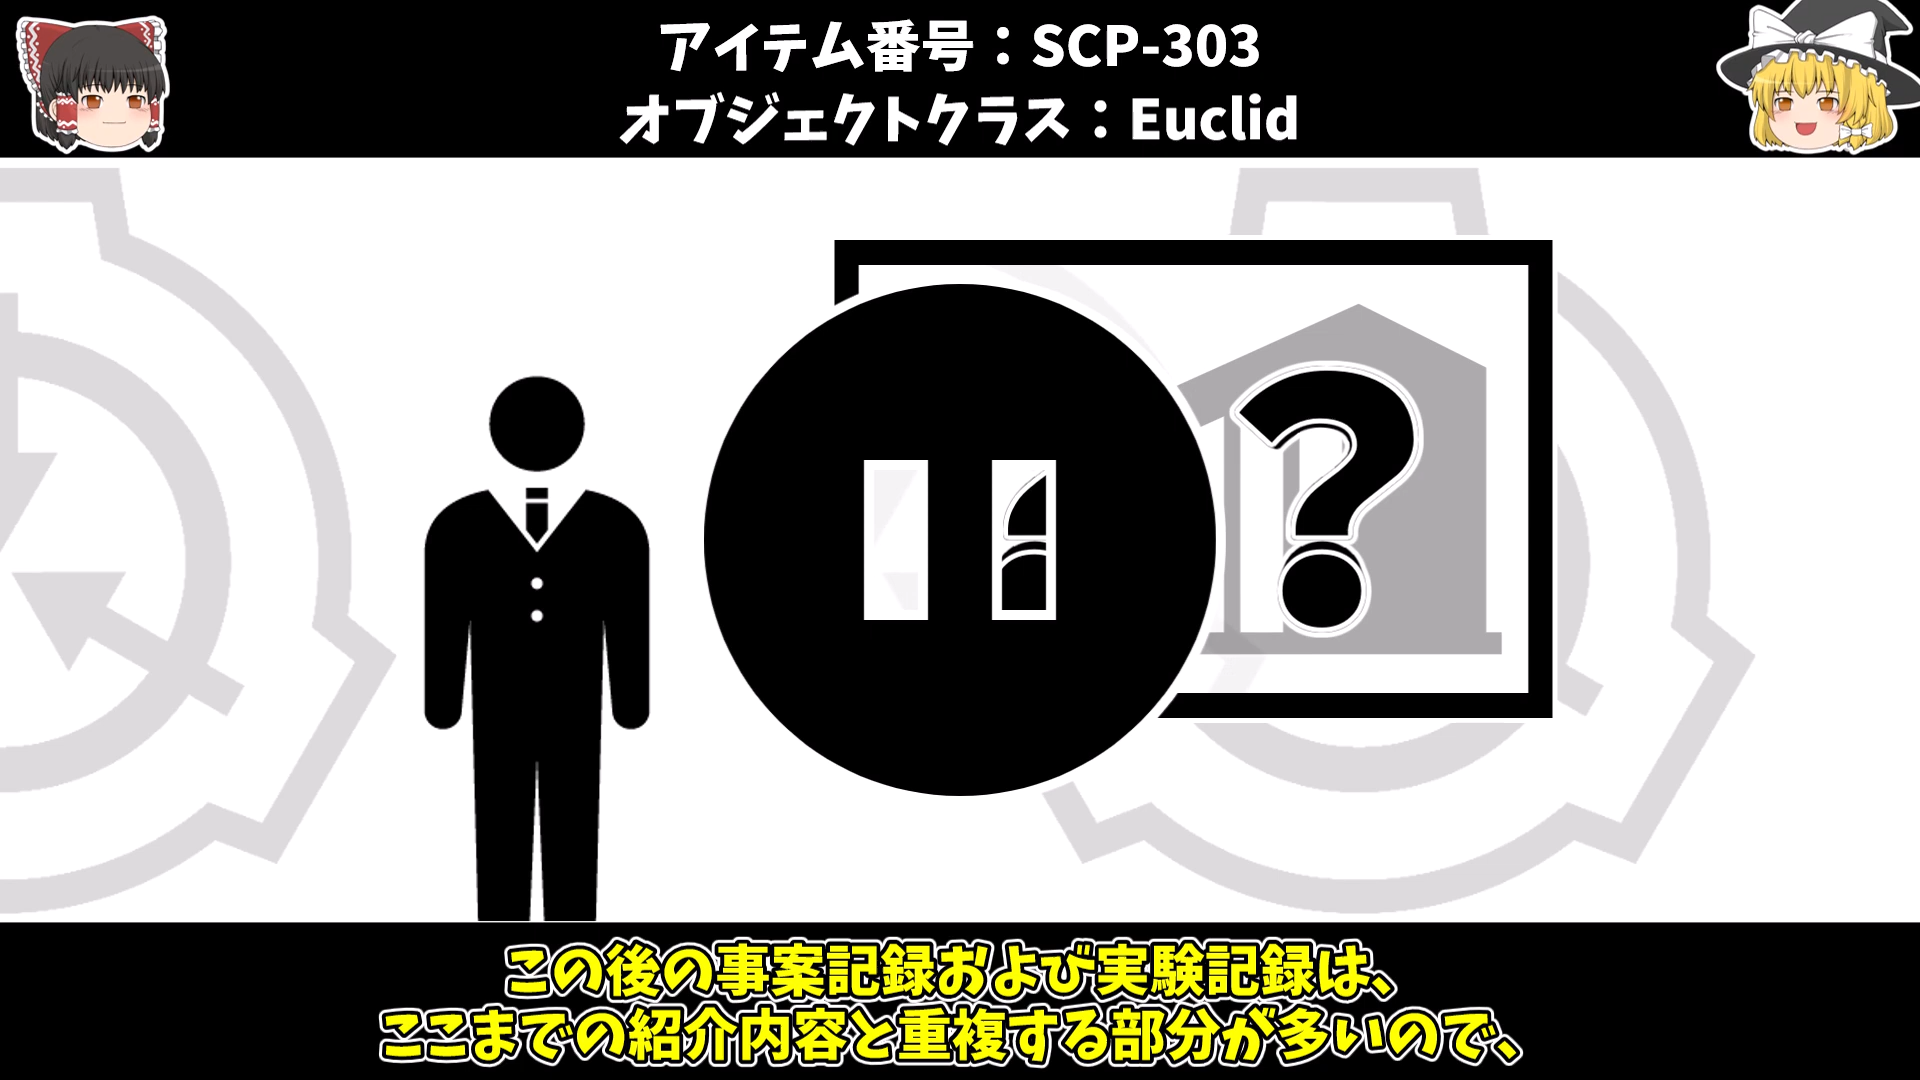 アイテム番号：SCP-303
オブジェクトクラス：Euclid
?
この後の事案記録および実験記録は、
ここまでの紹介内容と重複する部分が多いので、